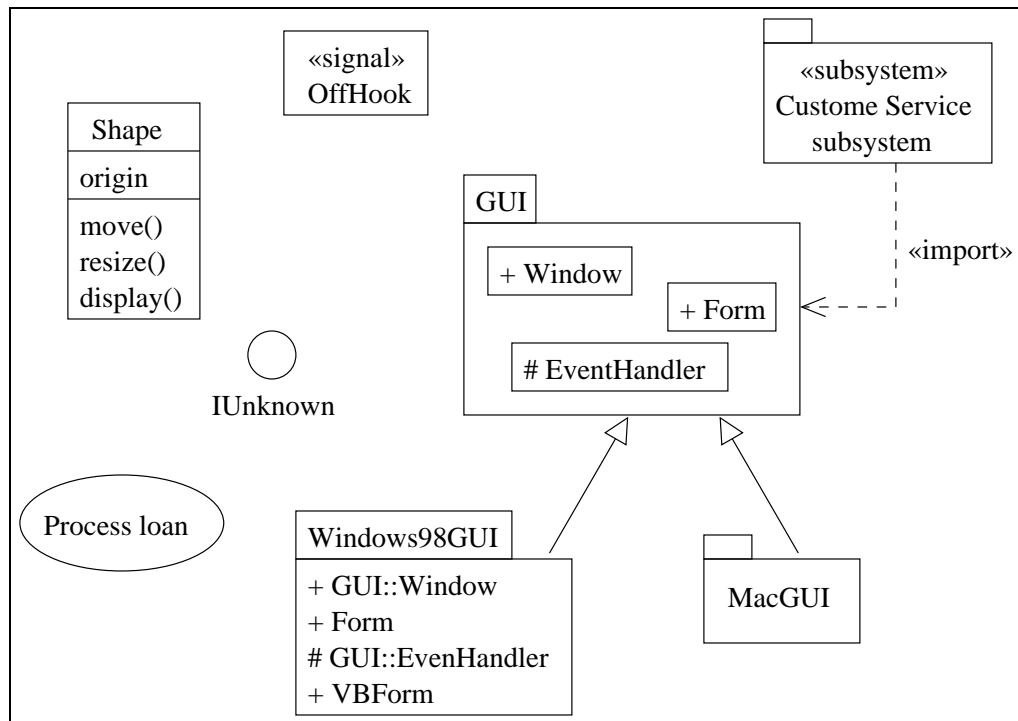 «signal»
OffHook
«subsystem»
Custome Service
subsystem
Shape
origin
move()
resize()
display()
GUI
+ Window
+ Form
# EventHandler
«import»
IUnknown
Process loan
Windows98GUI
+ GUI::Window
+ Form
# GUI::EvenHandler
+ VBForm
MacGUI